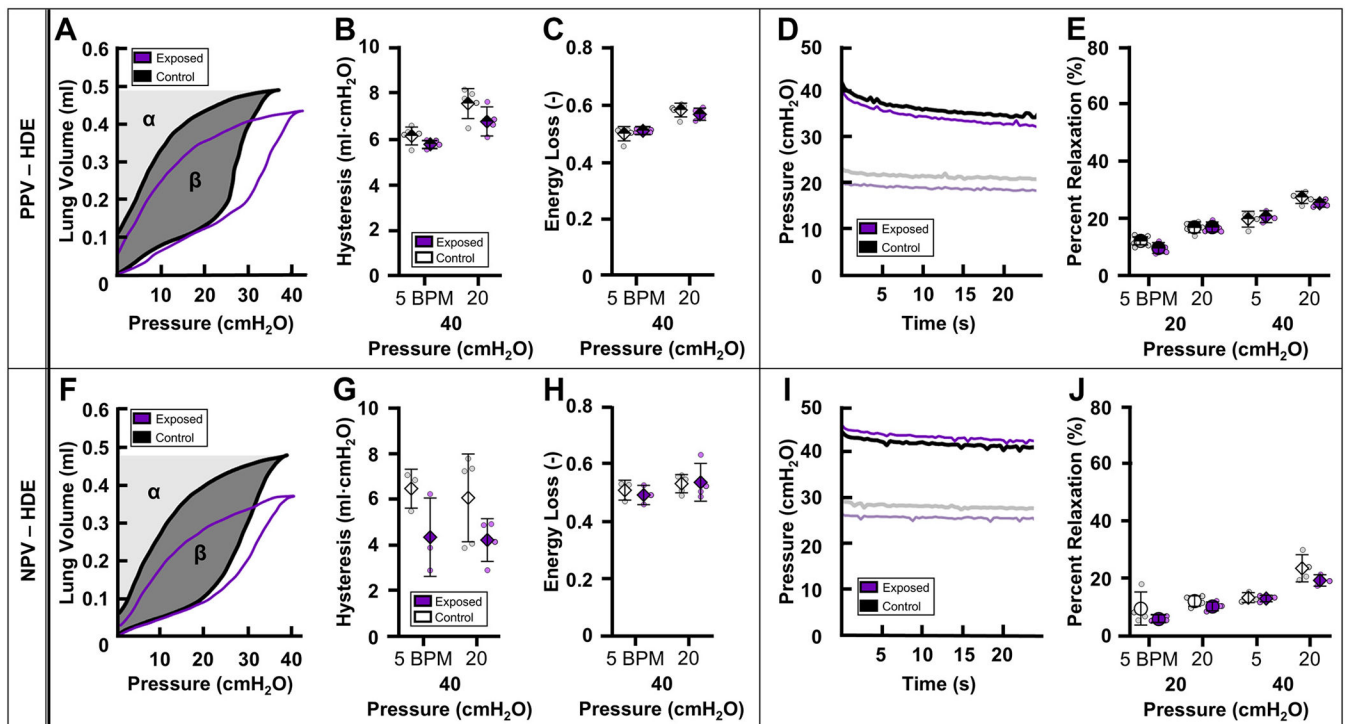 PPV – HDE
A
0.6
0.5
0.4
0.3
0.2
0.1
0
Lung Volume (ml)
Exposed
Control
α
β
10 20 30 40
Pressure (cmH₂O)
B
10
8
6
4
2
0
Hysteresis (ml·cmH₂O)
Exposed
Control
5 BPM 20
40
Pressure (cmH₂O)
C
0.8
0.6
0.4
0.2
0
Energy Loss (-)
5 BPM 20
40
Pressure (cmH₂O)
D
50
40
30
20
10
0
Pressure (cmH₂O)
Exposed
Control
5 10 15 20
Time (s)
E
80
60
40
20
0
Percent Relaxation (%)
5 BPM 20 5 20
20 40
Pressure (cmH₂O)
NPV – HDE
F
0.6
0.5
0.4
0.3
0.2
0.1
0
Lung Volume (ml)
Exposed
Control
α
β
10 20 30 40
Pressure (cmH₂O)
G
10
8
6
4
2
0
Hysteresis (ml·cmH₂O)
Exposed
Control
5 BPM 20
40
Pressure (cmH₂O)
H
0.8
0.6
0.4
0.2
0
Energy Loss (-)
5 BPM 20
40
Pressure (cmH₂O)
I
50
40
30
20
10
0
Pressure (cmH₂O)
Exposed
Control
5 10 15 20
Time (s)
J
80
60
40
20
0
Percent Relaxation (%)
5 BPM 20 5 20
20 40
Pressure (cmH₂O)